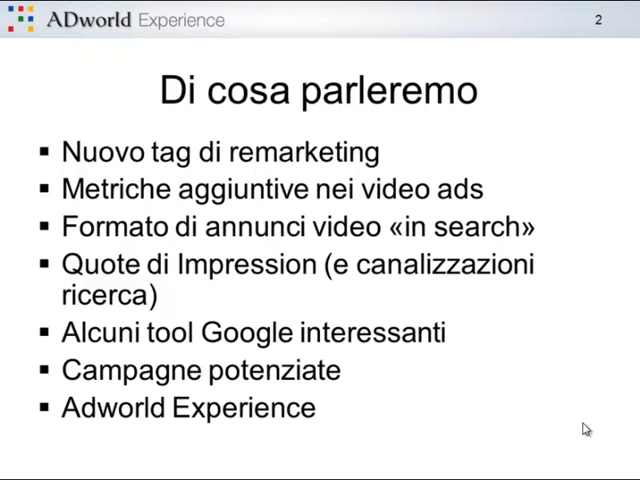 ADworld Experience
2
Di cosa parleremo
▪ Nuovo tag di remarketing
▪ Metriche aggiuntive nei video ads
▪ Formato di annunci video «in search»
▪ Quote di Impression (e canalizzazioni
ricerca)
▪ Alcuni tool Google interessanti
▪ Campagne potenziate
▪ Adworld Experience